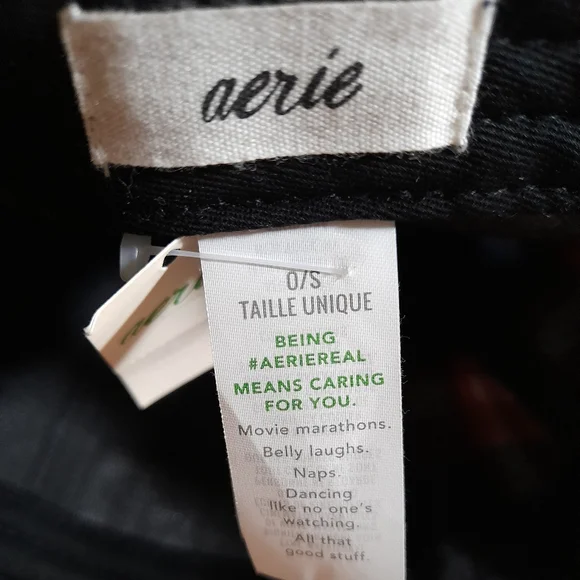 aerie
O/S
TAILLE UNIQUE
BEING
#AERIEREAL
MEANS CARING
FOR YOU.
Movie marathons.
Belly laughs.
Naps.
Dancing
like no one's
watching.
All that
good stuff.